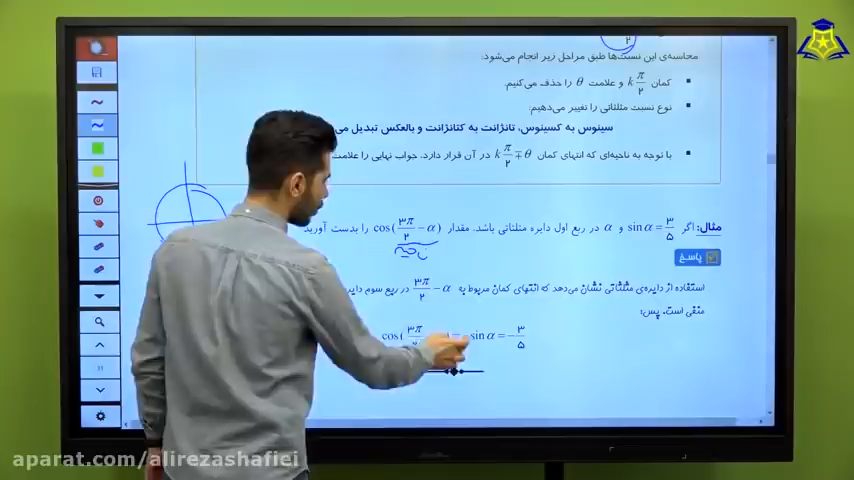 محاسبه‌ی این نسبت‌ها طبق مراحل زیر انجام می‌شود:
کمان k π/۲ و علامت θ را حذف می‌کنیم.
نوع نسبت مثلثاتی را تغییر می‌دهیم:
سینوس به کسینوس، تانژانت به کتانژانت و بالعکس تبدیل می
با توجه به ناحیه‌ای که انتهای کمان k π/۲ ∓ θ در آن قرار دارد. جواب نهایی را علامت
مثال: اگر sin α = ۳/۵ و α در ربع اول دایره مثلثاتی باشد. مقدار cos(۳π/۲ − α) را بدست آورید
پاسخ
استفاده از دایره‌ی مثلثاتی نشان می‌دهد که انتهای کمان مربوط به ۳π/۲ − α در ربع سوم دایر
منفی است. پس:
cos(۳π/ sin α = − ۳/۵
aparat.com/alirezashafiei